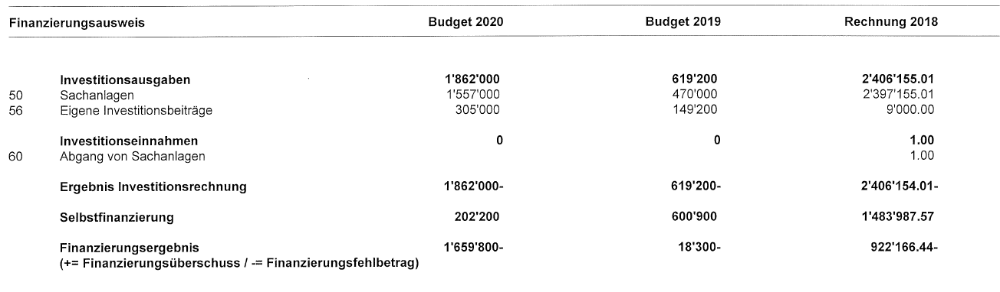 Finanzierungsausweis Budget 2020 Budget 2019 Rechnung 2018
Investitionsausgaben 1'862'000 619'200 2'406'155.01
50 Sachanlagen 1'557'000 470'000 2'397'155.01
56 Eigene Investitionsbeiträge 305'000 149'200 9'000.00
Investitionseinnahmen 0 0 1.00
60 Abgang von Sachanlagen 1.00
Ergebnis Investitionsrechnung 1'862'000- 619'200- 2'406'154.01-
Selbstfinanzierung 202'200 600'900 1'483'987.57
Finanzierungsergebnis 1'659'800- 18'300- 922'166.44-
(+= Finanzierungsüberschuss / -= Finanzierungsfehlbetrag)